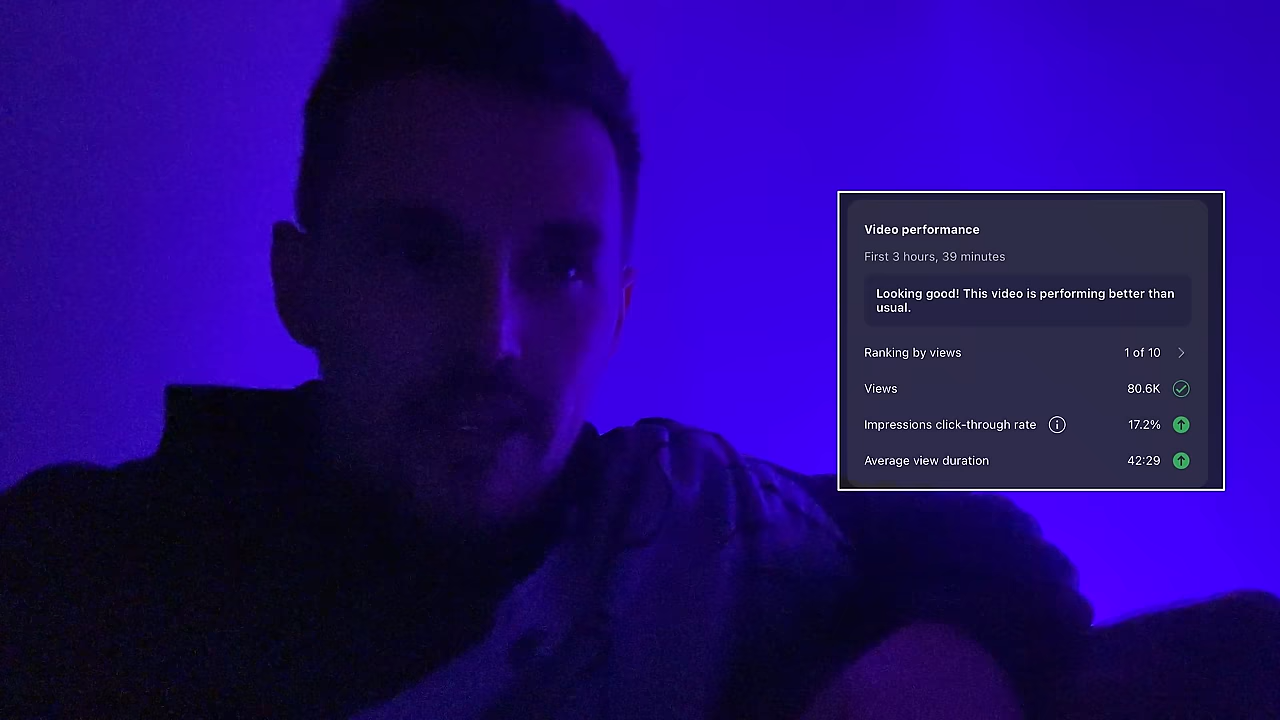 Video performance
First 3 hours, 39 minutes
Looking good! This video is performing better than
usual.
Ranking by views 1 of 10
Views 80.6K
Impressions click-through rate 17.2%
Average view duration 42:29